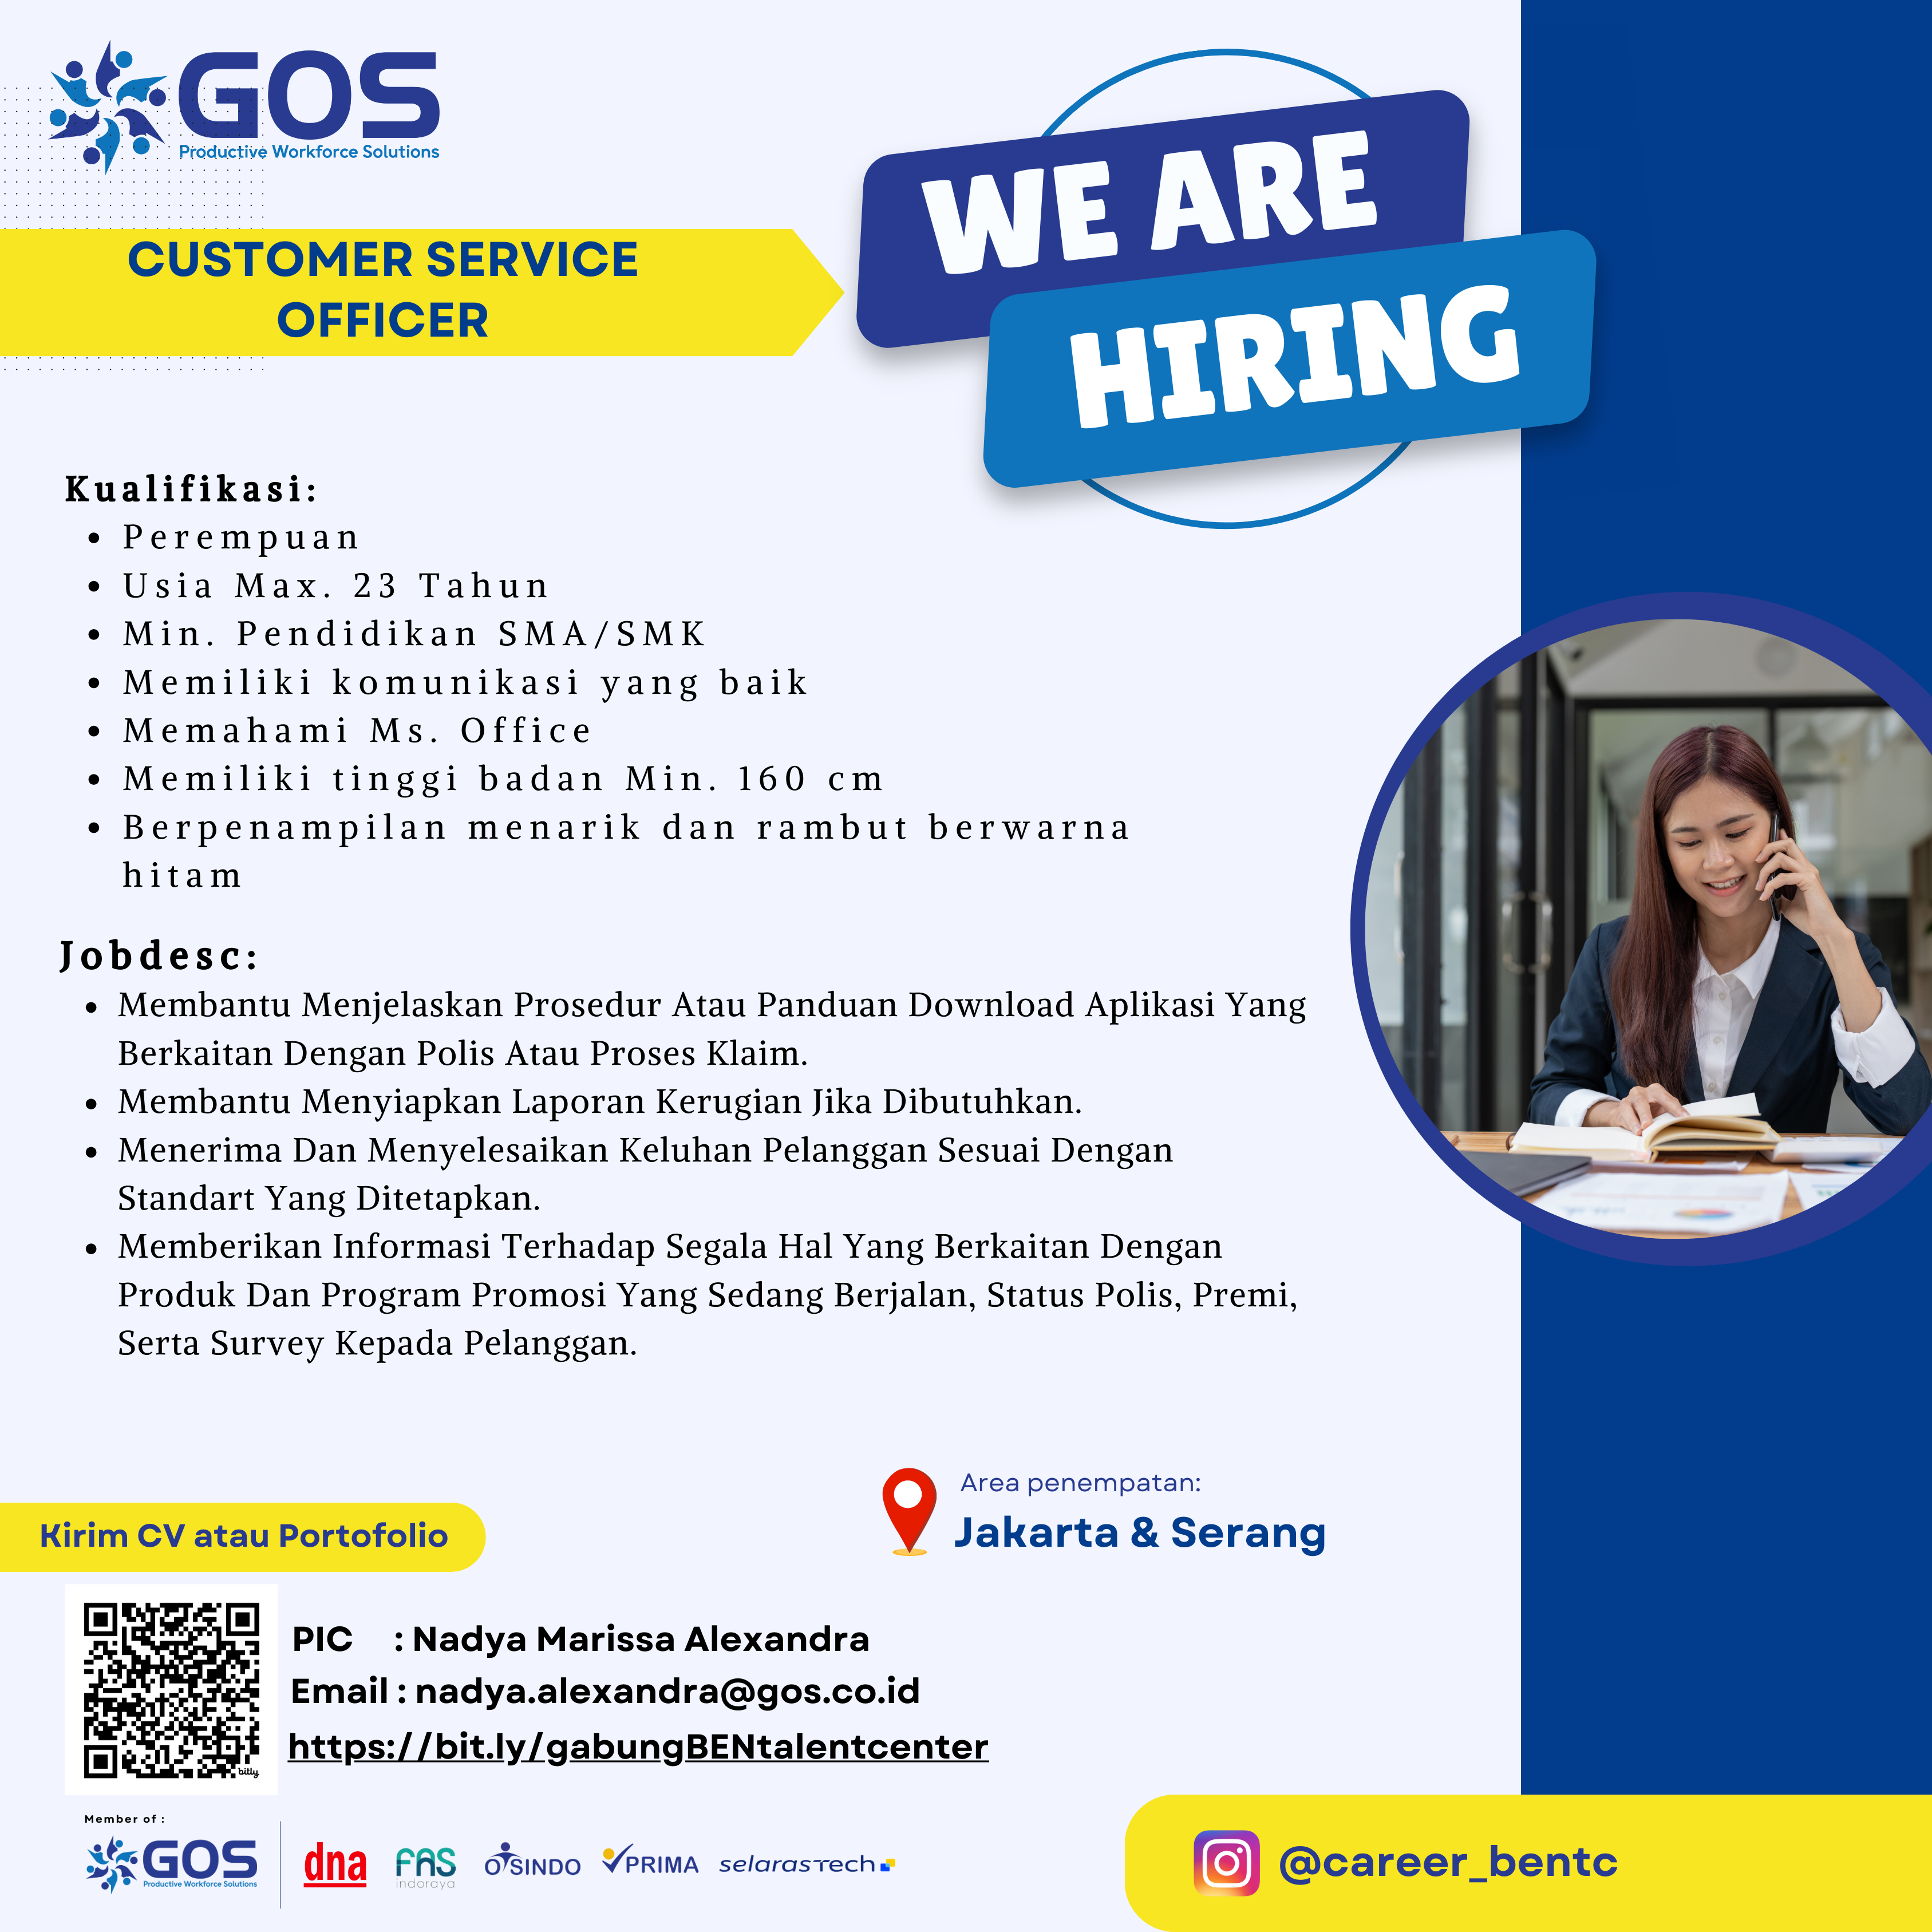 GOS
Productive Workforce Solutions
WE ARE
HIRING
CUSTOMER SERVICE
OFFICER
Kualifikasi:
• Perempuan
• Usia Max. 23 Tahun
• Min. Pendidikan SMA/SMK
• Memiliki komunikasi yang baik
• Memahami Ms. Office
• Memiliki tinggi badan Min. 160 cm
• Berpenampilan menarik dan rambut berwarna
hitam
Jobdesc:
• Membantu Menjelaskan Prosedur Atau Panduan Download Aplikasi Yang
Berkaitan Dengan Polis Atau Proses Klaim.
• Membantu Menyiapkan Laporan Kerugian Jika Dibutuhkan.
• Menerima Dan Menyelesaikan Keluhan Pelanggan Sesuai Dengan
Standart Yang Ditetapkan.
• Memberikan Informasi Terhadap Segala Hal Yang Berkaitan Dengan
Produk Dan Program Promosi Yang Sedang Berjalan, Status Polis, Premi,
Serta Survey Kepada Pelanggan.
Area penempatan:
Jakarta & Serang
Kirim CV atau Portofolio
PIC : Nadya Marissa Alexandra
Email : nadya.alexandra@gos.co.id
https://bit.ly/gabungBENtalentcenter
bitly
Member of :
GOS
Productive Workforce Solutions
dna
FAS
indoraya
OSINDO
PRIMA
selarasTech
@career_bentc